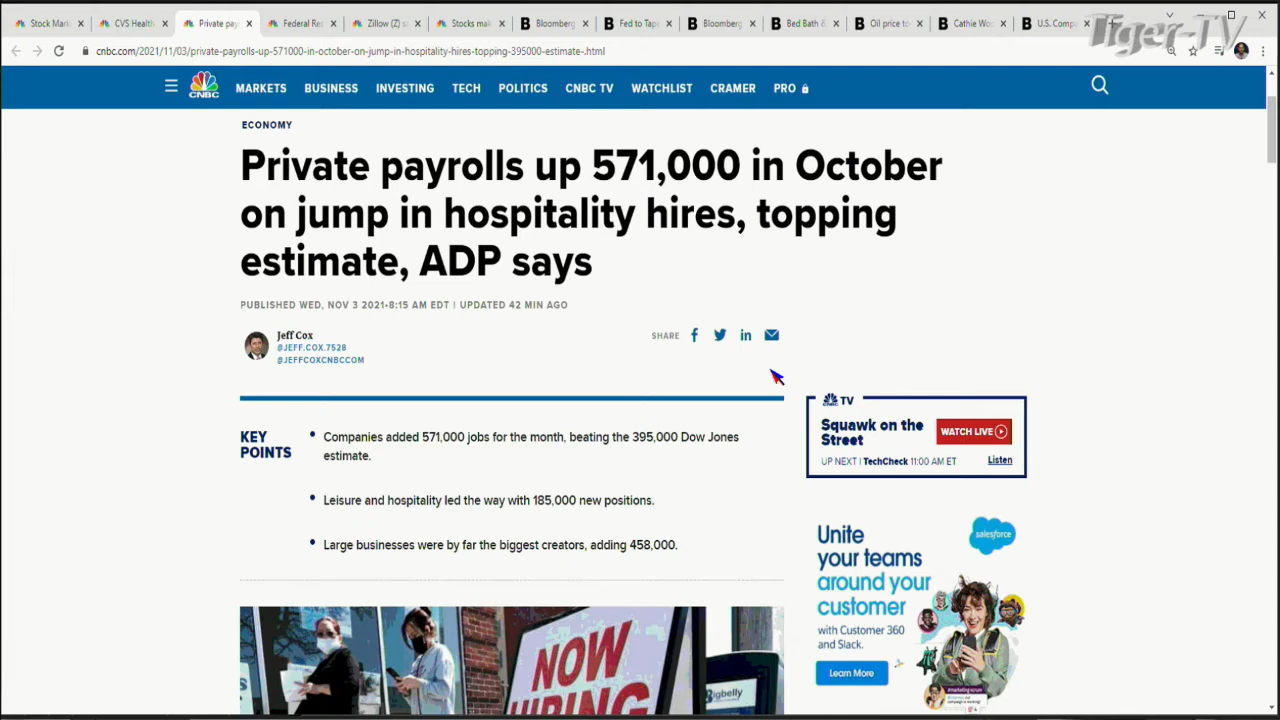 Stock Mar
CVS Health
Private pay
Federal Res
Zillow (Z) s
Stocks mak
Bloomberg
Fed to Tape
Bloomberg
Bed Bath &
Oil price to
Cathie Woo
U.S. Comp
Tiger-TV
cnbc.com/2021/11/03/private-payrolls-up-571000-in-october-on-jump-in-hospitality-hires-topping-395000-estimate-.html
CNBC
MARKETS BUSINESS INVESTING TECH POLITICS CNBC TV WATCHLIST CRAMER PRO
ECONOMY
Private payrolls up 571,000 in October
on jump in hospitality hires, topping
estimate, ADP says
PUBLISHED WED, NOV 3 2021•8:15 AM EDT | UPDATED 42 MIN AGO
Jeff Cox
@JEFF.COX.7528
@JEFFCOXCNBCCOM
SHARE
KEY
POINTS
Companies added 571,000 jobs for the month, beating the 395,000 Dow Jones
estimate.
Leisure and hospitality led the way with 185,000 new positions.
Large businesses were by far the biggest creators, adding 458,000.
TV
Squawk on the
Street
WATCH LIVE
UP NEXT | TechCheck 11:00 AM ET
Listen
salesforce
Unite
your teams
around your
customer
with Customer 360
and Slack.
Learn More
NOW
HIRING
Bigbelly